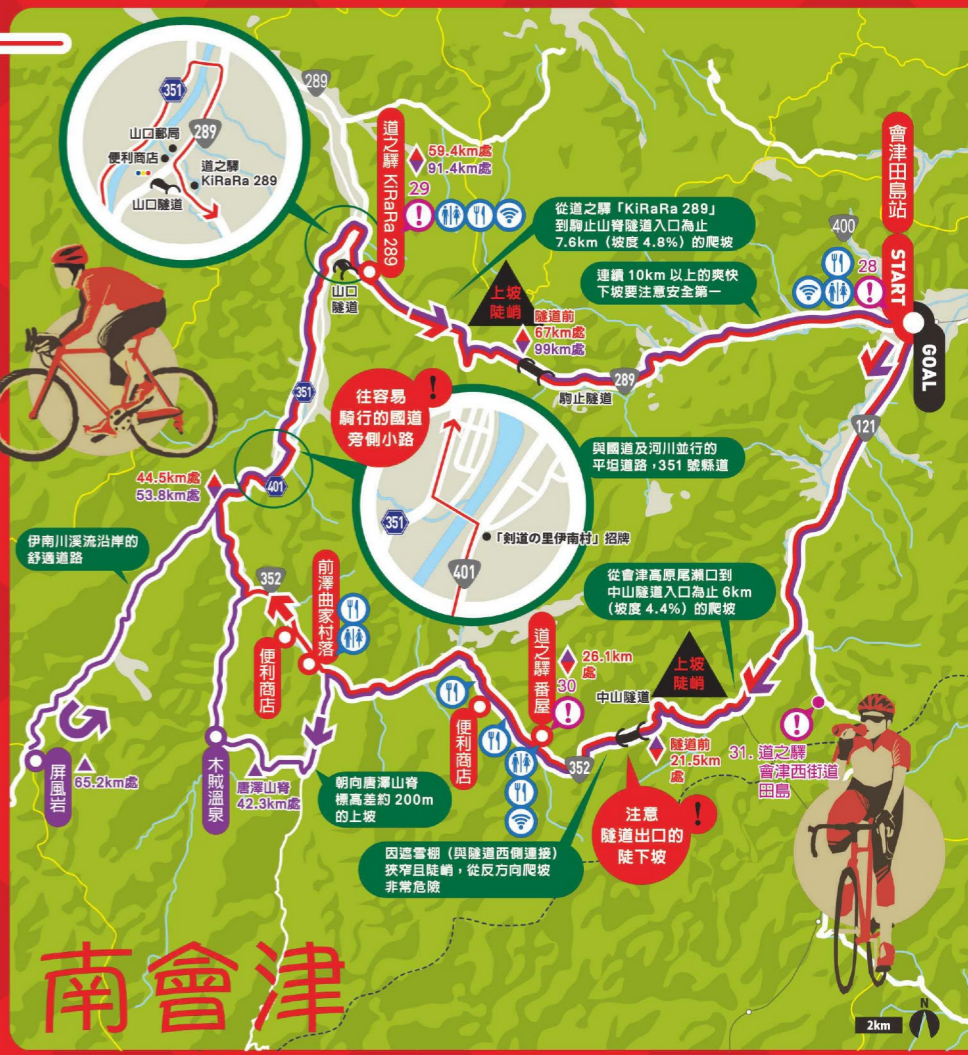 351
289
山口郵局
便利商店
道之驛
KiRaRa 289
山口隧道
289
道之驛 KiRaRa 289
59.4km處
91.4km處
29
!
從道之驛「KiRaRa 289」
到駒止山脊隧道入口為止
7.6km（坡度 4.8%）的爬坡
連續 10km 以上的爽快
下坡要注意安全第一
會津田島站
400
28
!
START
GOAL
山口
隧道
上坡
陡峭
隧道前
67km處
99km處
289
駒止隧道
121
351
往容易
騎行的國道
旁側小路
!
351
401
「剣道の里伊南村」招牌
與國道及河川並行的
平坦道路，351 號縣道
401
44.5km處
53.8km處
伊南川溪流沿岸的
舒適道路
352
前澤曲家村落
便利商店
從會津高原尾瀨口到
中山隧道入口為止 6km
（坡度 4.4%）的爬坡
道之驛 番屋
26.1km
處
30
!
上坡
陡峭
中山隧道
便利商店
352
隧道前
21.5km
處
!
31. 道之驛
會津西街道
田島
屏風岩
65.2km處
木賊溫泉
唐澤山脊
42.3km處
朝向唐澤山脊
標高差約 200m
的上坡
注意
隧道出口的
陡下坡
!
因遮雪棚（與隧道西側連接）
狹窄且陡峭，從反方向爬坡
非常危險
南會津
2km
N